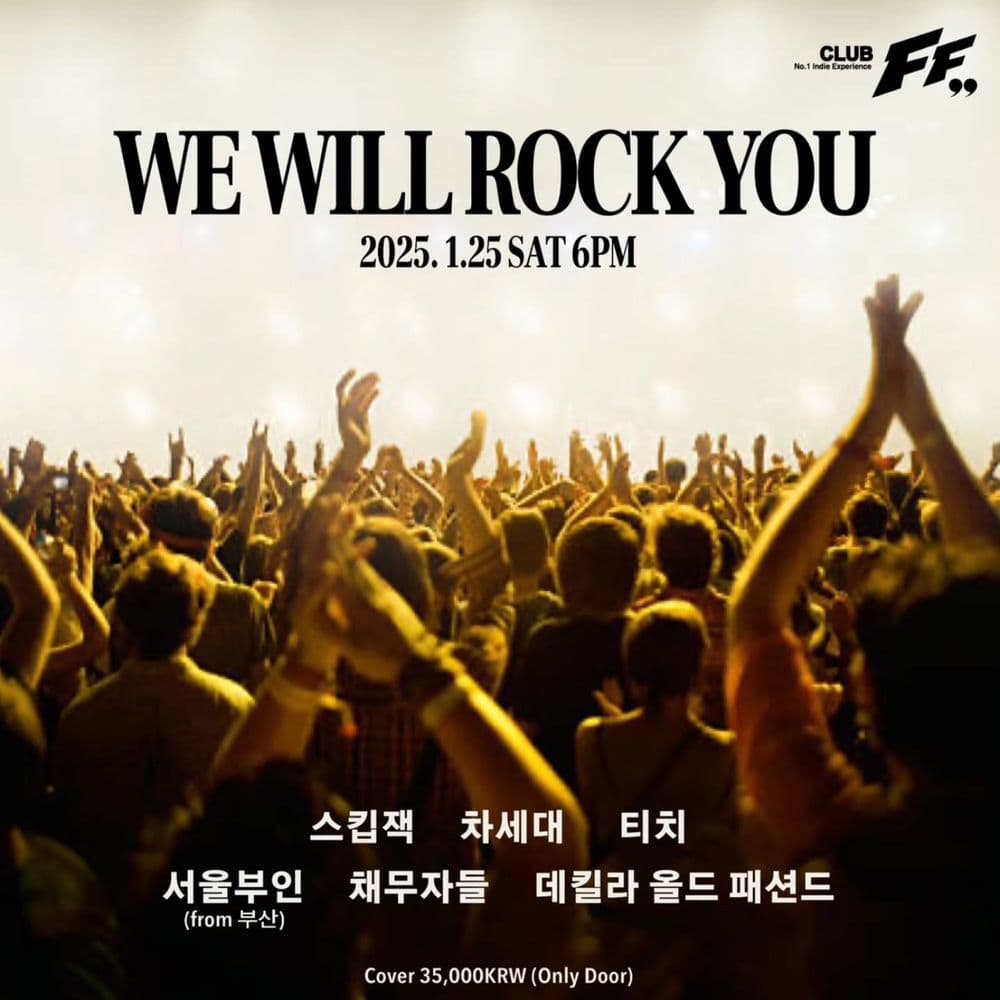 CLUB
No.1 Indie Experience
FF,,
WE WILL ROCK YOU
2025. 1.25 SAT 6PM
스킵잭 차세대 티치
서울부인 채무자들 데킬라 올드 패션드
(from 부산)
Cover 35,000KRW (Only Door)